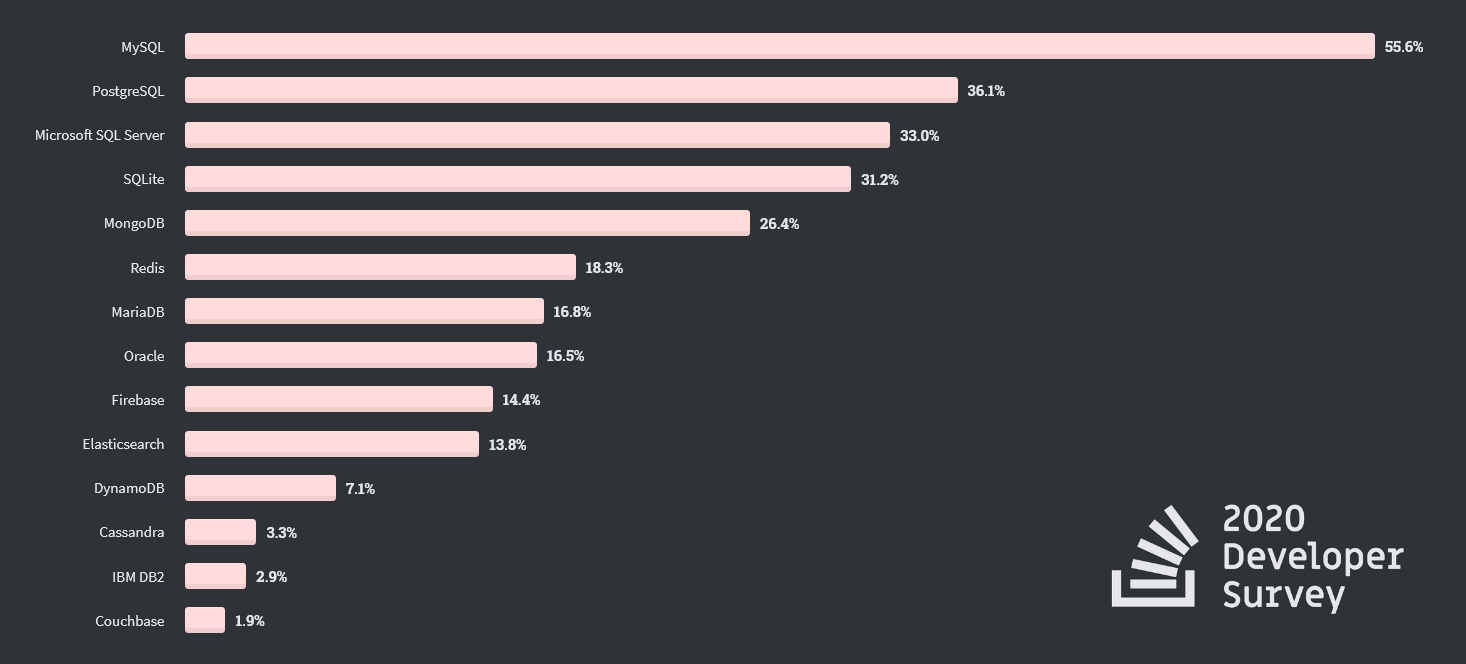 MySQL 55.6%
PostgreSQL 36.1%
Microsoft SQL Server 33.0%
SQLite 31.2%
MongoDB 26.4%
Redis 18.3%
MariaDB 16.8%
Oracle 16.5%
Firebase 14.4%
Elasticsearch 13.8%
DynamoDB 7.1%
Cassandra 3.3%
IBM DB2 2.9%
Couchbase 1.9%
2020
Developer
Survey